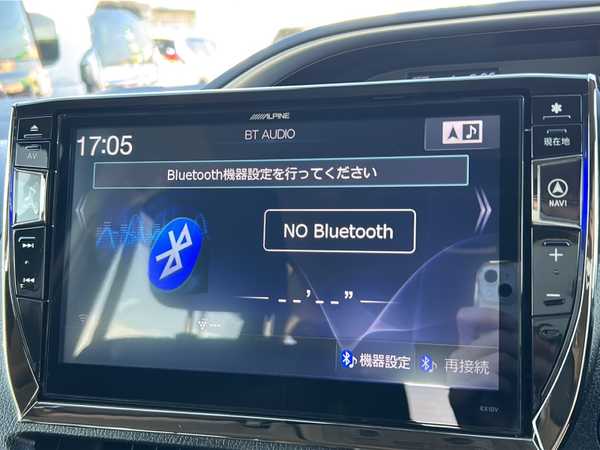 ALPINE
BT AUDIO
17:05
Bluetooth機器設定を行ってください
NO Bluetooth
--'--"
機器設定
再接続
EX10V
AV
現在地
NAVI
+
−